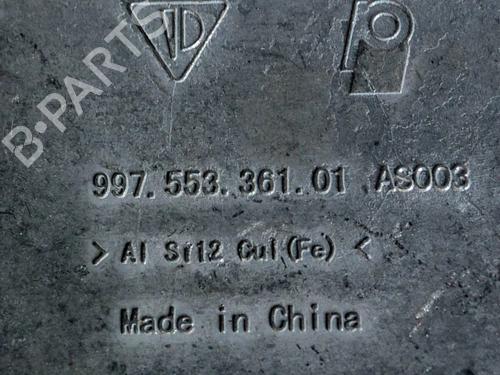 B-PARTS
997.553.361.01 AS003
> Al Si12 Cu1(Fe) <
Made in China